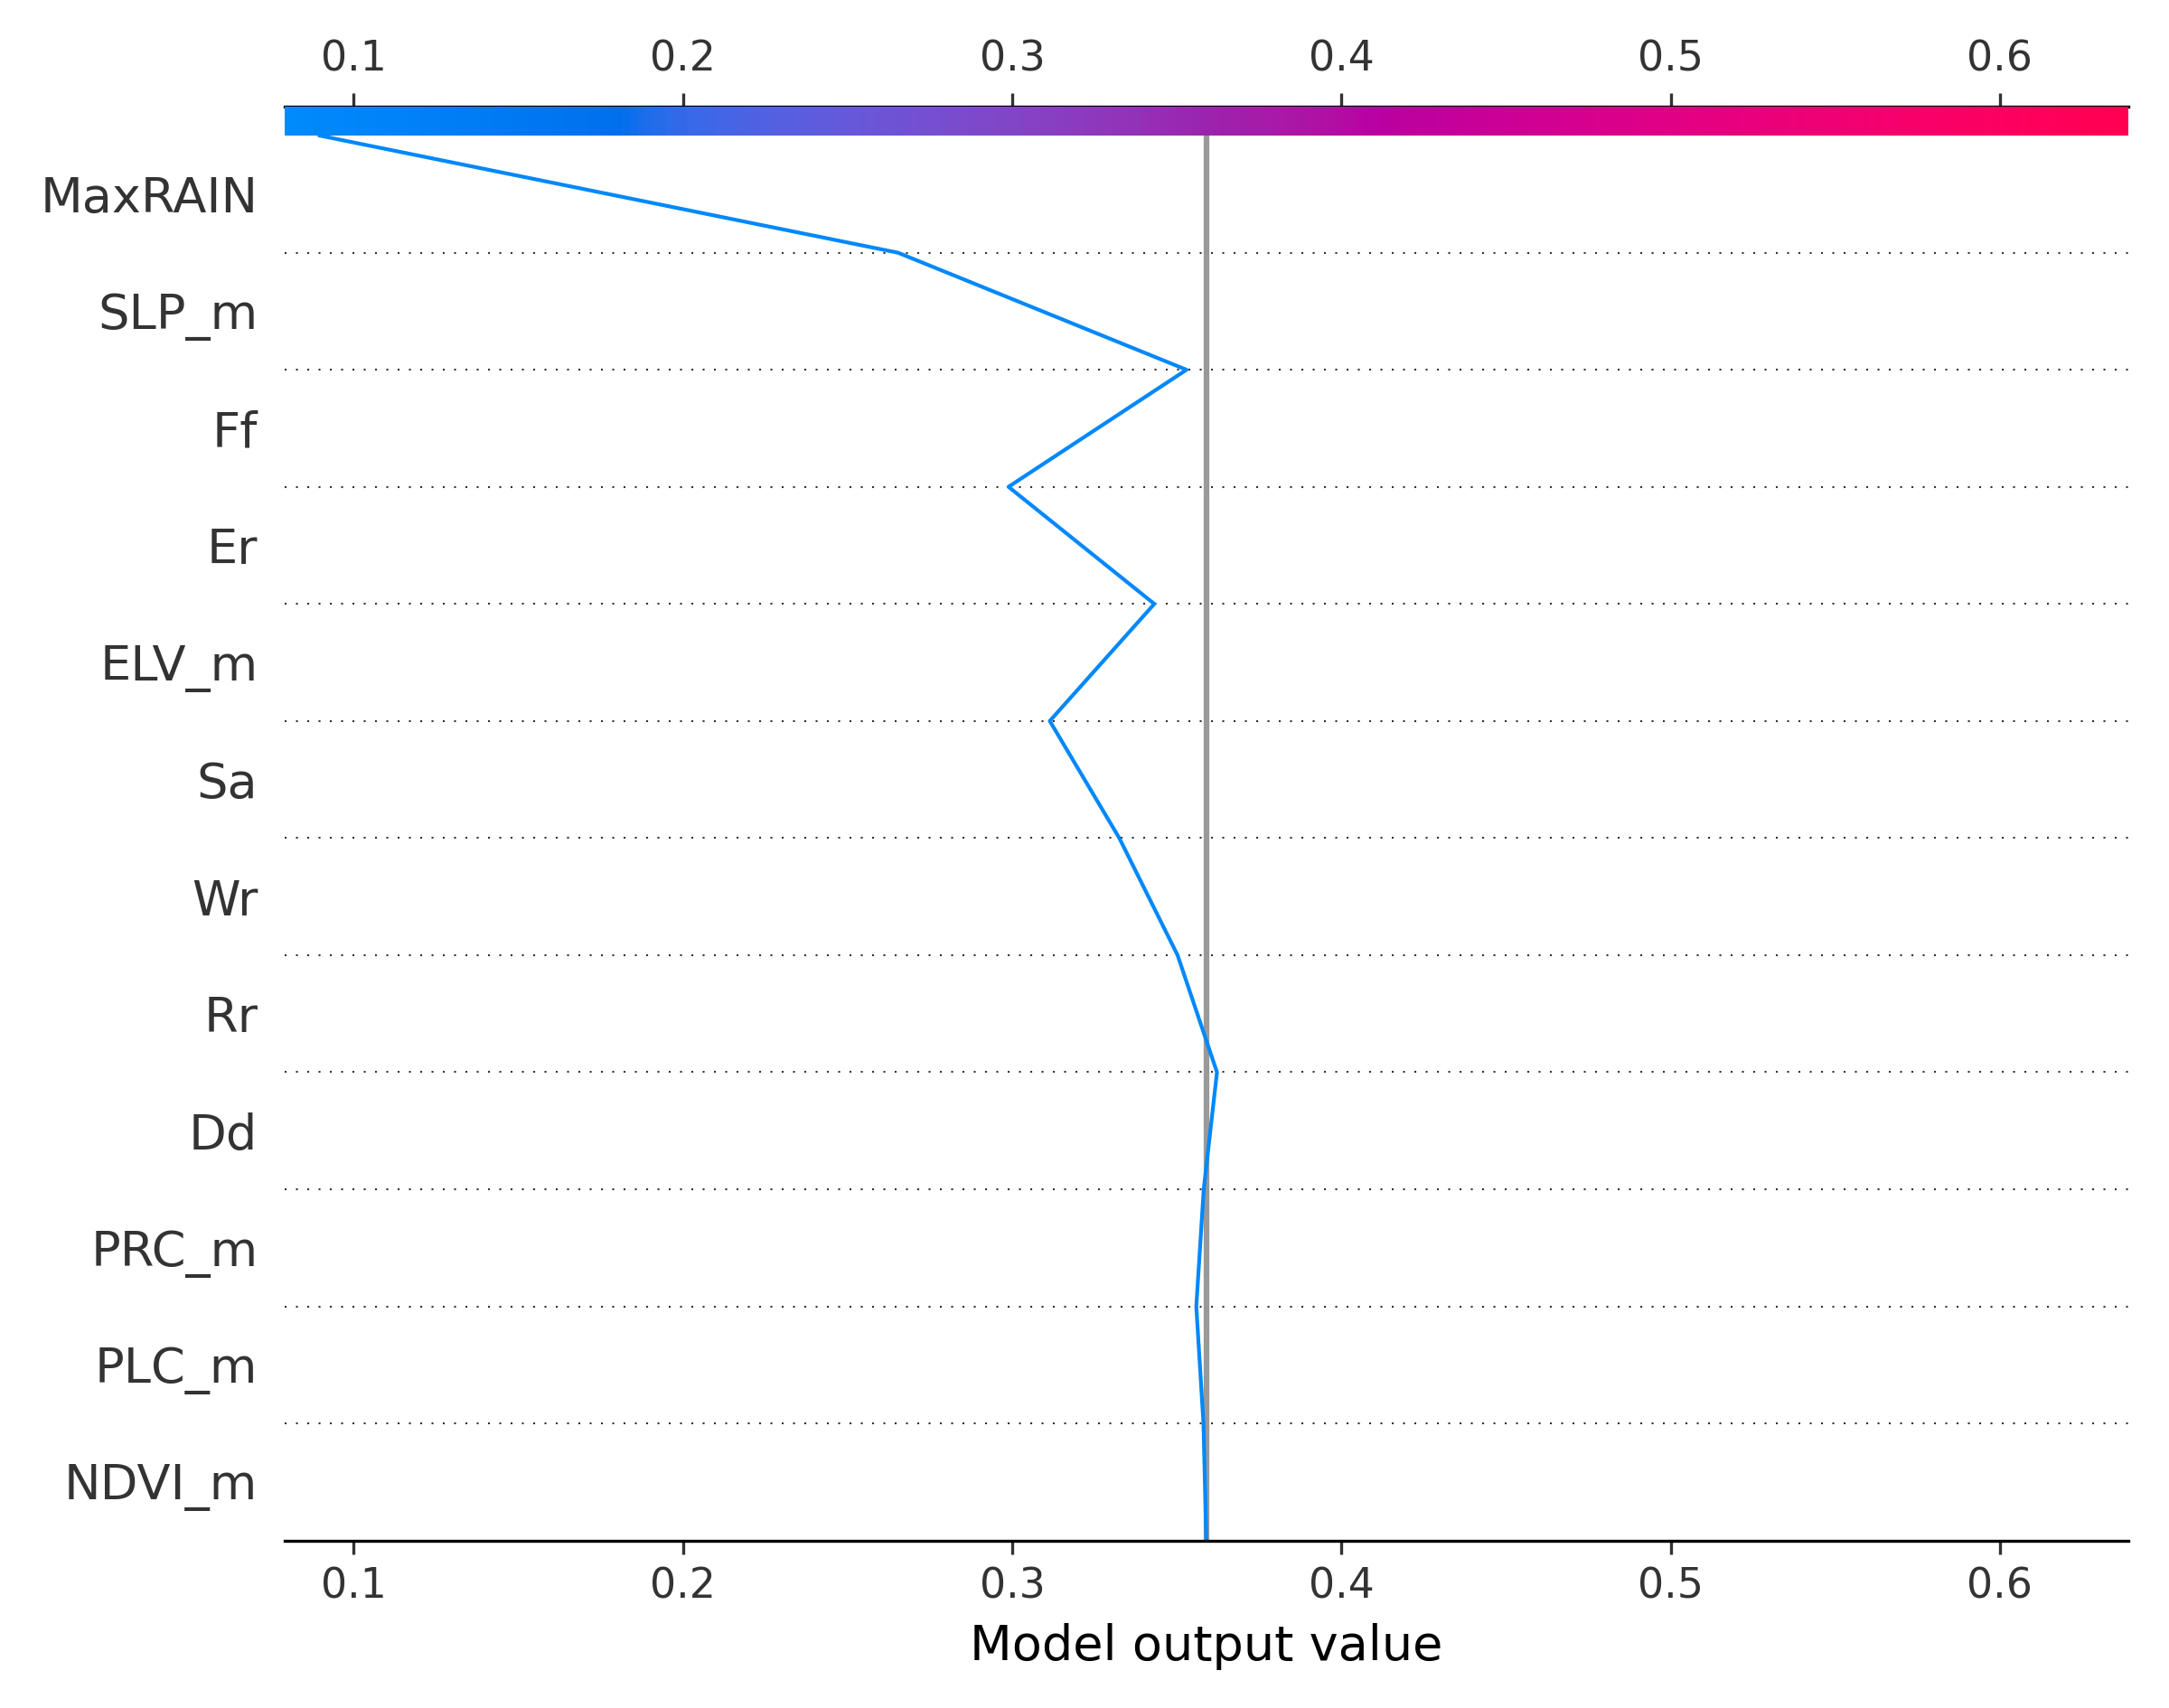 0.1 0.2 0.3 0.4 0.5 0.6
MaxRAIN
SLP_m
Ff
Er
ELV_m
Sa
Wr
Rr
Dd
PRC_m
PLC_m
NDVI_m
0.1 0.2 0.3 0.4 0.5 0.6
Model output value